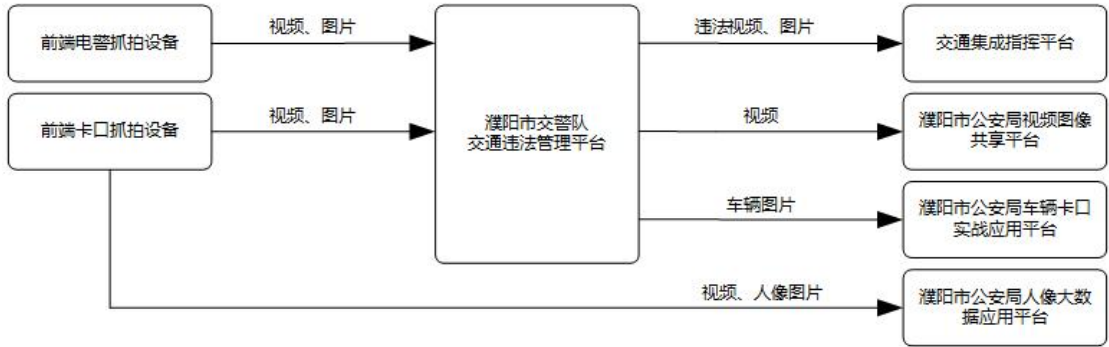 前端电警抓拍设备
视频、图片
违法视频、图片
交通集成指挥平台
前端卡口抓拍设备
视频、图片
濮阳市交警队
交通违法管理平台
视频
濮阳市公安局视频图像
共享平台
车辆图片
濮阳市公安局车辆卡口
实战应用平台
视频、人像图片
濮阳市公安局人像大数
据应用平台